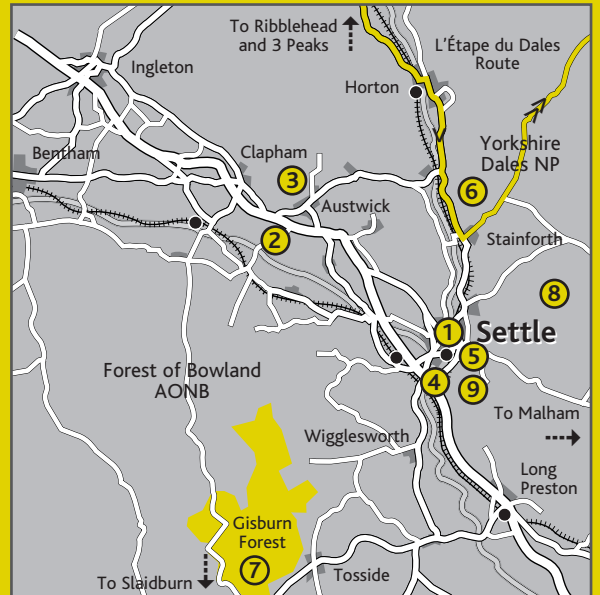 To Ribblehead
and 3 Peaks
L'Étape du Dales
Route
Ingleton
Horton
Bentham
Clapham
Yorkshire
Dales NP
3
6
Austwick
2
Stainforth
8
1
Settle
5
Forest of Bowland
AONB
4
9
To Malham
Wigglesworth
Long
Preston
Gisburn
Forest
7
Tosside
To Slaidburn